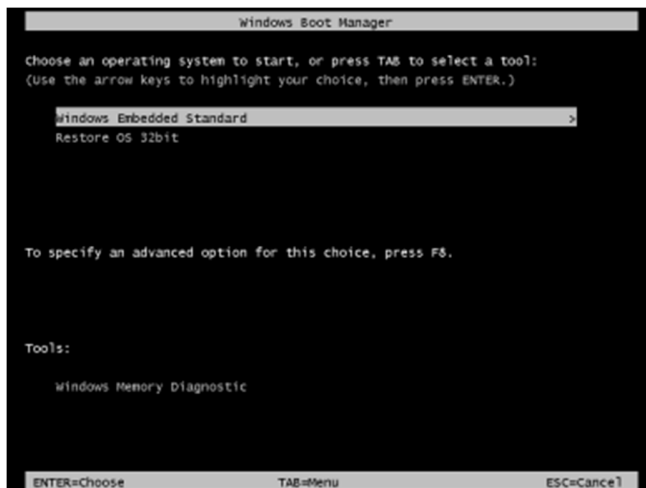 Windows Boot Manager
Choose an operating system to start, or press TAB to select a tool:
(Use the arrow keys to highlight your choice, then press ENTER.)
Windows Embedded Standard >
Restore OS 32bit
To specify an advanced option for this choice, press F8.
Tools:
Windows Memory Diagnostic
ENTER=Choose TAB=Menu ESC=Cancel